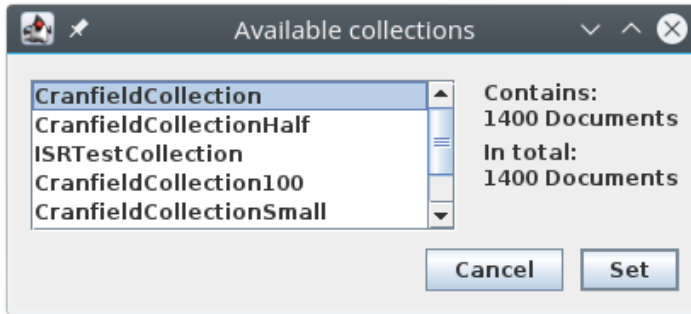 Available collections
CranfieldCollection
CranfieldCollectionHalf
ISRTestCollection
CranfieldCollection100
CranfieldCollectionSmall
Contains:
1400 Documents
In total:
1400 Documents
Cancel
Set